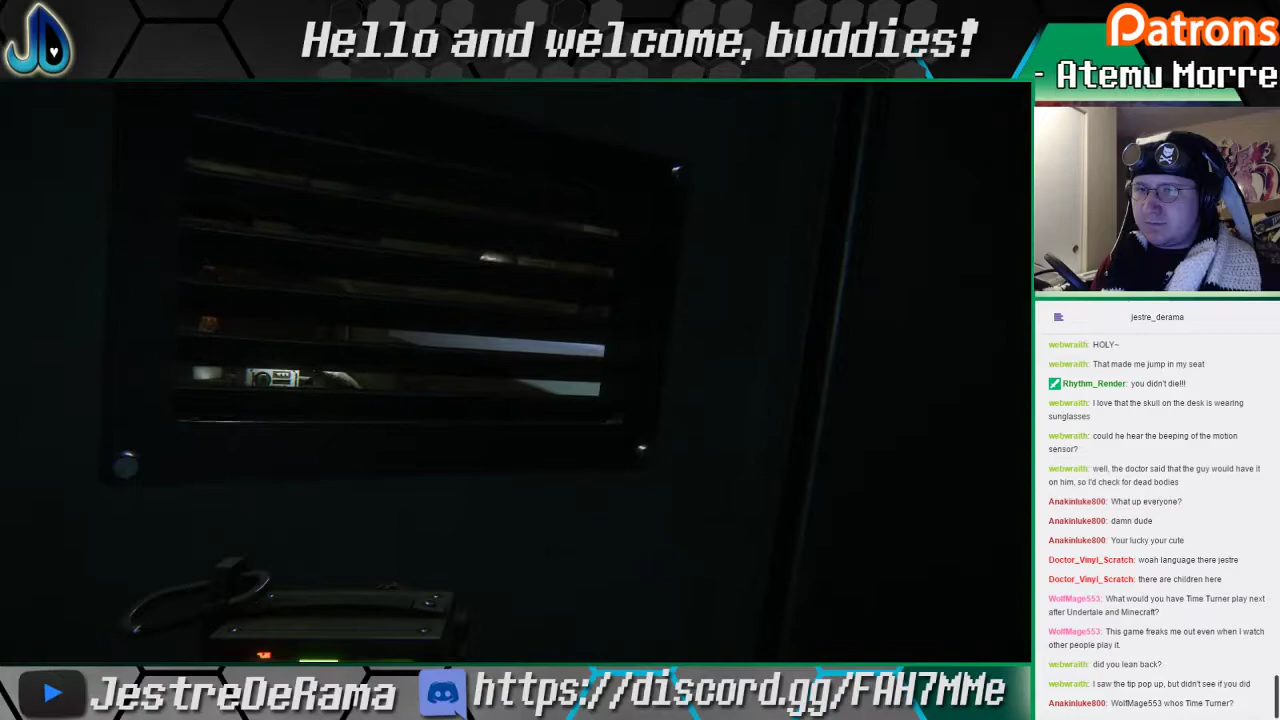 JD
Hello and welcome, buddies!
Patrons
- Atemu Morre
jestre_derama
webwraith: HOLY~
webwraith: That made me jump in my seat
Rhythm_Render: you didn't die!!!
webwraith: I love that the skull on the desk is wearing
sunglasses
webwraith: could he hear the beeping of the motion
sensor?
webwraith: well, the doctor said that the guy would have it
on him, so I'd check for dead bodies
Anakinluke800: What up everyone?
Anakinluke800: damn dude
Anakinluke800: Your lucky your cute
Doctor_Vinyl_Scratch: woah language there jestre
Doctor_Vinyl_Scratch: there are children here
WolfMage553: What would you have Time Turner play next
after Undertale and Minecraft?
WolfMage553: This game freaks me out even when I watch
other people play it.
webwraith: did you lean back?
webwraith: I saw the tip pop up, but didn't see if you did
Anakinluke800: WolfMage553 whos Time Turner?
JestreDeRama
https://discord.gg/FAH7MMe